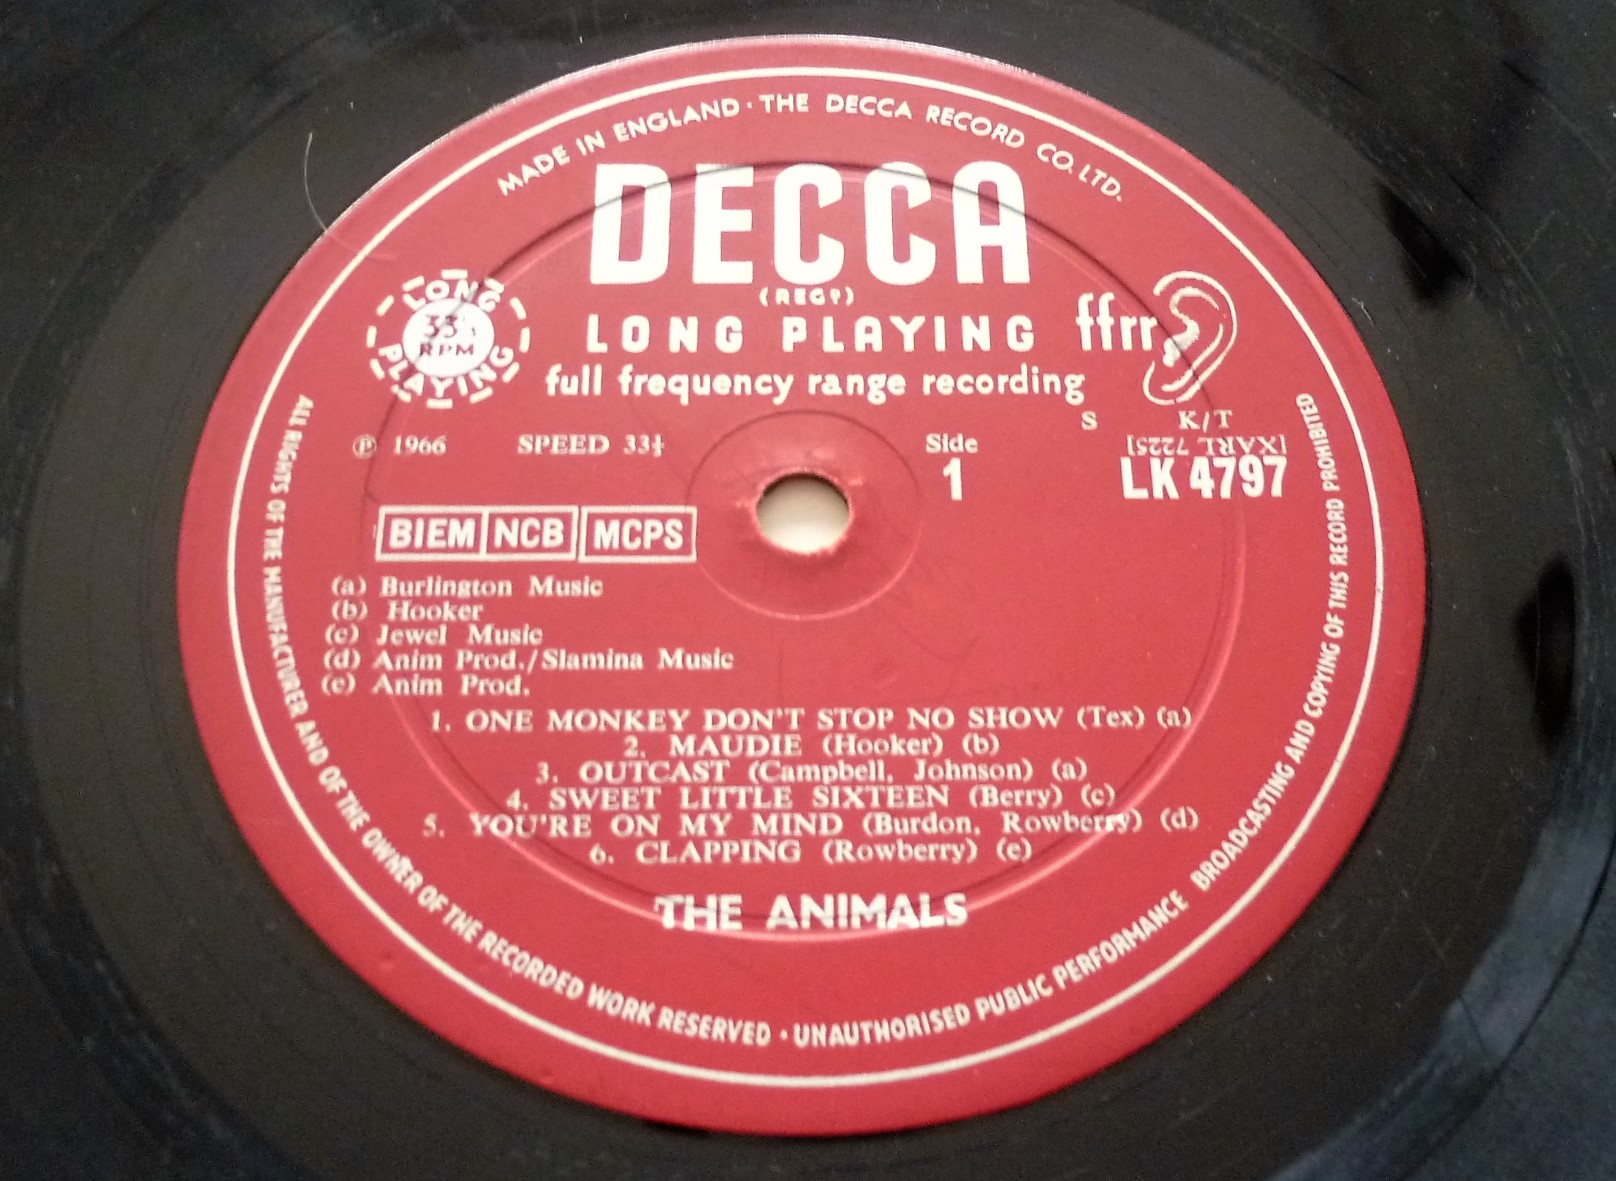 MADE IN ENGLAND · THE DECCA RECORD CO. LTD.
DECCA
(REGD)
LONG PLAYING
33⅓
RPM
LONG PLAYING
ffrr
full frequency range recording
S K/T
℗ 1966 SPEED 33⅓ Side
1
[XARL 7225]
LK 4797
BIEM NCB MCPS
(a) Burlington Music
(b) Hooker
(c) Jewel Music
(d) Anim Prod./Slamina Music
(e) Anim Prod.
1. ONE MONKEY DON'T STOP NO SHOW (Tex) (a)
2. MAUDIE (Hooker) (b)
3. OUTCAST (Campbell, Johnson) (a)
4. SWEET LITTLE SIXTEEN (Berry) (c)
5. YOU'RE ON MY MIND (Burdon, Rowberry) (d)
6. CLAPPING (Rowberry) (e)
THE ANIMALS
ALL RIGHTS OF THE MANUFACTURER AND OF THE OWNER OF THE RECORDED WORK RESERVED · UNAUTHORISED PUBLIC PERFORMANCE BROADCASTING AND COPYING OF THIS RECORD PROHIBITED